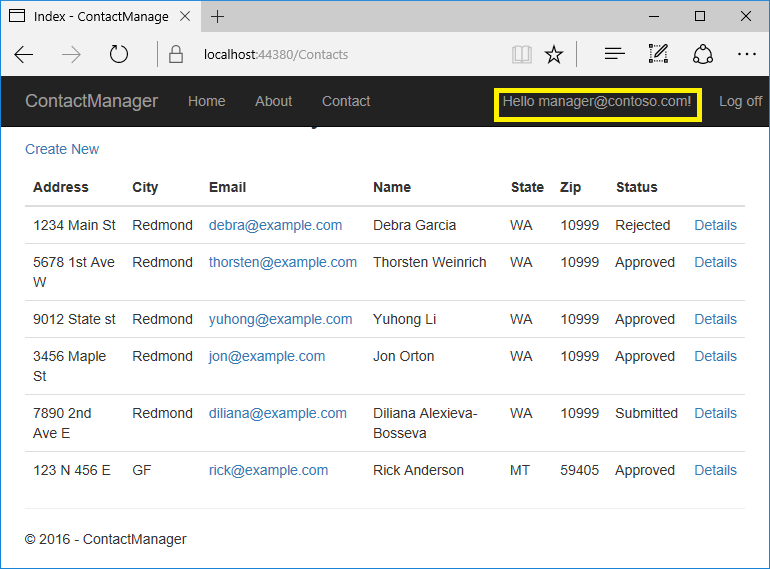 Index - ContactManage
localhost:44380/Contacts
ContactManager Home About Contact Hello manager@contoso.com! Log off
Create New
Address City Email Name State Zip Status
1234 Main St Redmond debra@example.com Debra Garcia WA 10999 Rejected Details
5678 1st Ave Redmond thorsten@example.com Thorsten Weinrich WA 10999 Approved Details
W
9012 State st Redmond yuhong@example.com Yuhong Li WA 10999 Approved Details
3456 Maple Redmond jon@example.com Jon Orton WA 10999 Approved Details
St
7890 2nd Redmond diliana@example.com Diliana Alexieva- WA 10999 Submitted Details
Ave E Bosseva
123 N 456 E GF rick@example.com Rick Anderson MT 59405 Approved Details
© 2016 - ContactManager